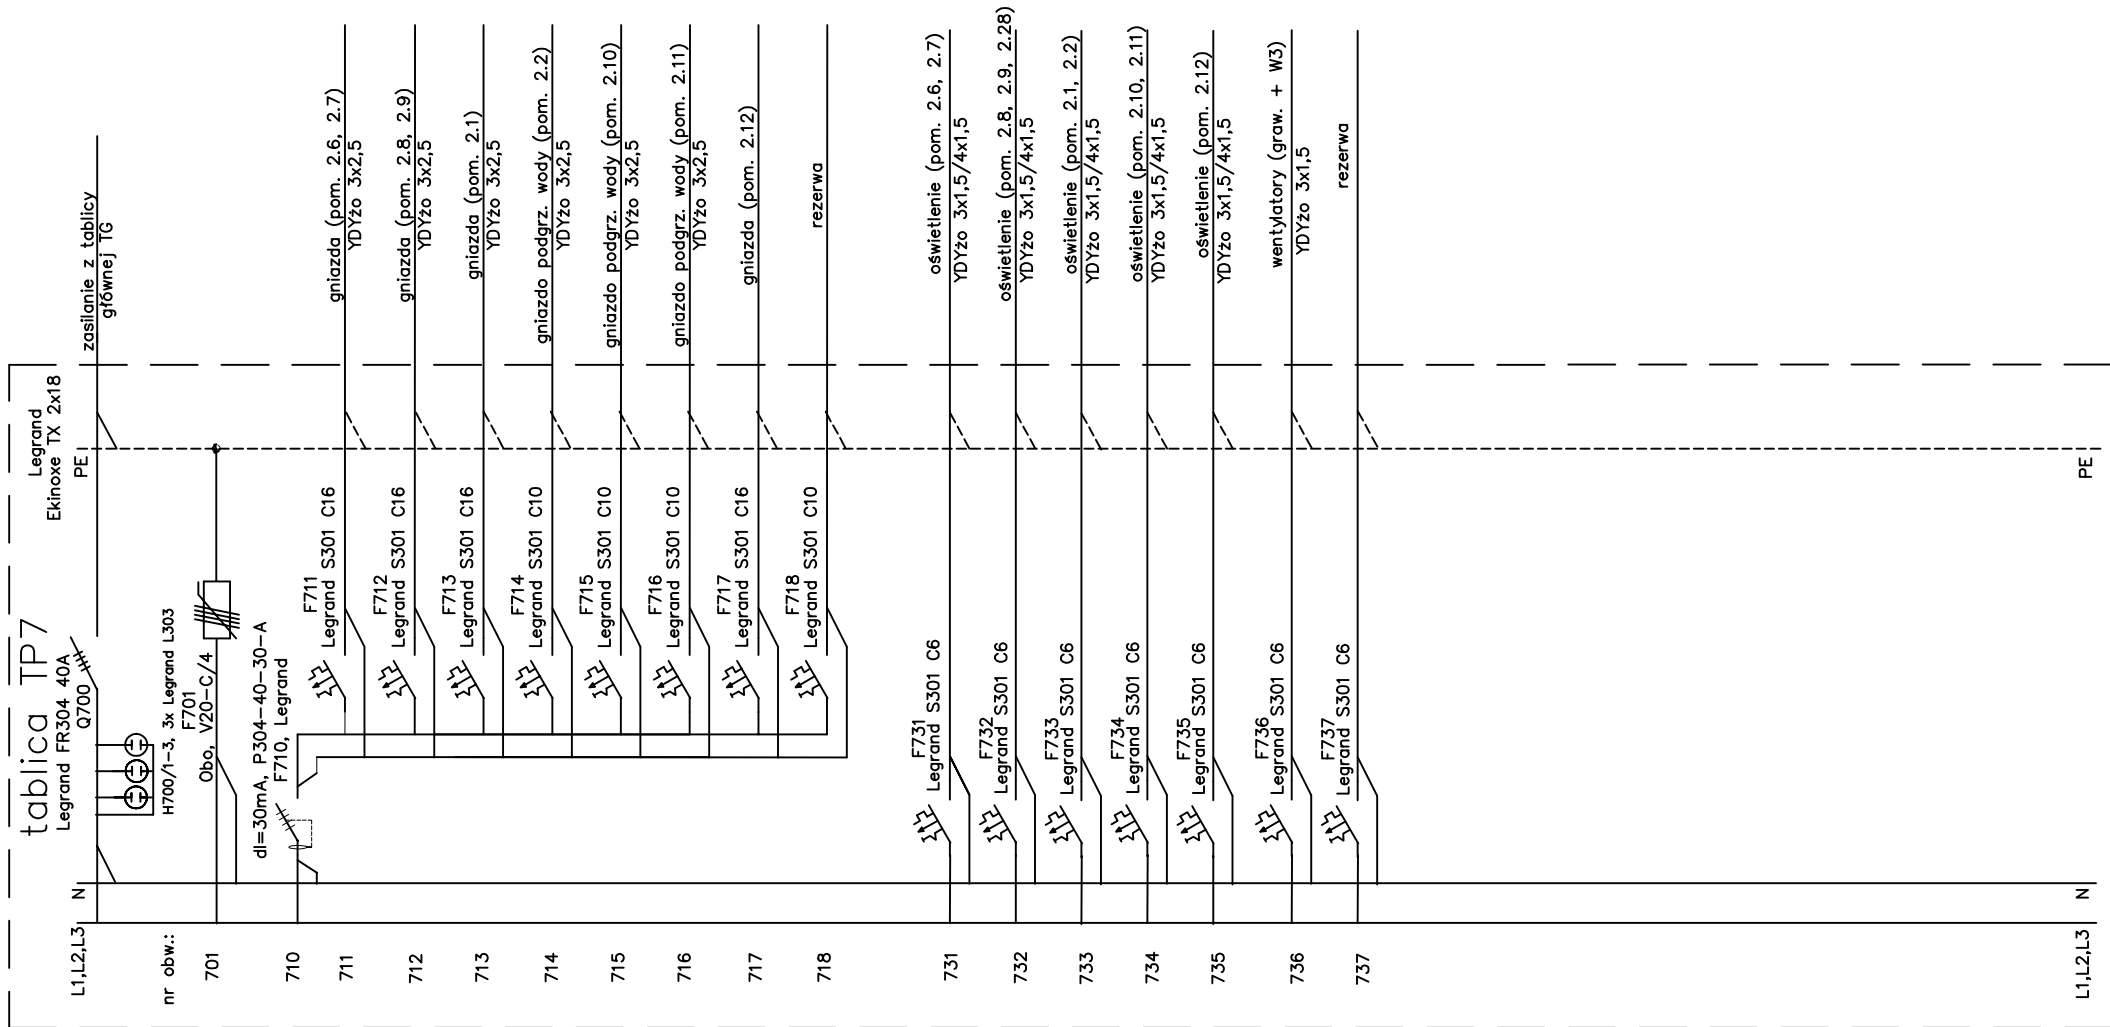 tablica TP7
Legrand
Ekinoxe TX 2x18
PE
zasilanie z tablicy
głównej TG
Legrand FR304 40A
Q700
H700/1-3, 3x Legrand L303
F701
Obo, V20-C/4
dI=30mA, P304-40-30-A
F710, Legrand
L1,L2,L3
N
nr obw.:
701
710
711
F711
Legrand S301 C16
gniazda (pom. 2.6, 2.7)
YDYżo 3x2,5
712
F712
Legrand S301 C16
gniazda (pom. 2.8, 2.9)
YDYżo 3x2,5
713
F713
Legrand S301 C16
gniazda (pom. 2.1)
YDYżo 3x2,5
714
F714
Legrand S301 C10
gniazdo podgrz. wody (pom. 2.2)
YDYżo 3x2,5
715
F715
Legrand S301 C10
gniazdo podgrz. wody (pom. 2.10)
YDYżo 3x2,5
716
F716
Legrand S301 C10
gniazdo podgrz. wody (pom. 2.11)
YDYżo 3x2,5
717
F717
Legrand S301 C16
gniazda (pom. 2.12)
718
F718
Legrand S301 C10
rezerwa
731
F731
Legrand S301 C6
oświetlenie (pom. 2.6, 2.7)
YDYżo 3x1,5/4x1,5
732
F732
Legrand S301 C6
oświetlenie (pom. 2.8, 2.9, 2.28)
YDYżo 3x1,5/4x1,5
733
F733
Legrand S301 C6
oświetlenie (pom. 2.1, 2.2)
YDYżo 3x1,5/4x1,5
734
F734
Legrand S301 C6
oświetlenie (pom. 2.10, 2.11)
YDYżo 3x1,5/4x1,5
735
F735
Legrand S301 C6
oświetlenie (pom. 2.12)
YDYżo 3x1,5/4x1,5
736
F736
Legrand S301 C6
wentylatory (graw. + W3)
YDYżo 3x1,5
737
F737
Legrand S301 C6
rezerwa
PE
N
L1,L2,L3